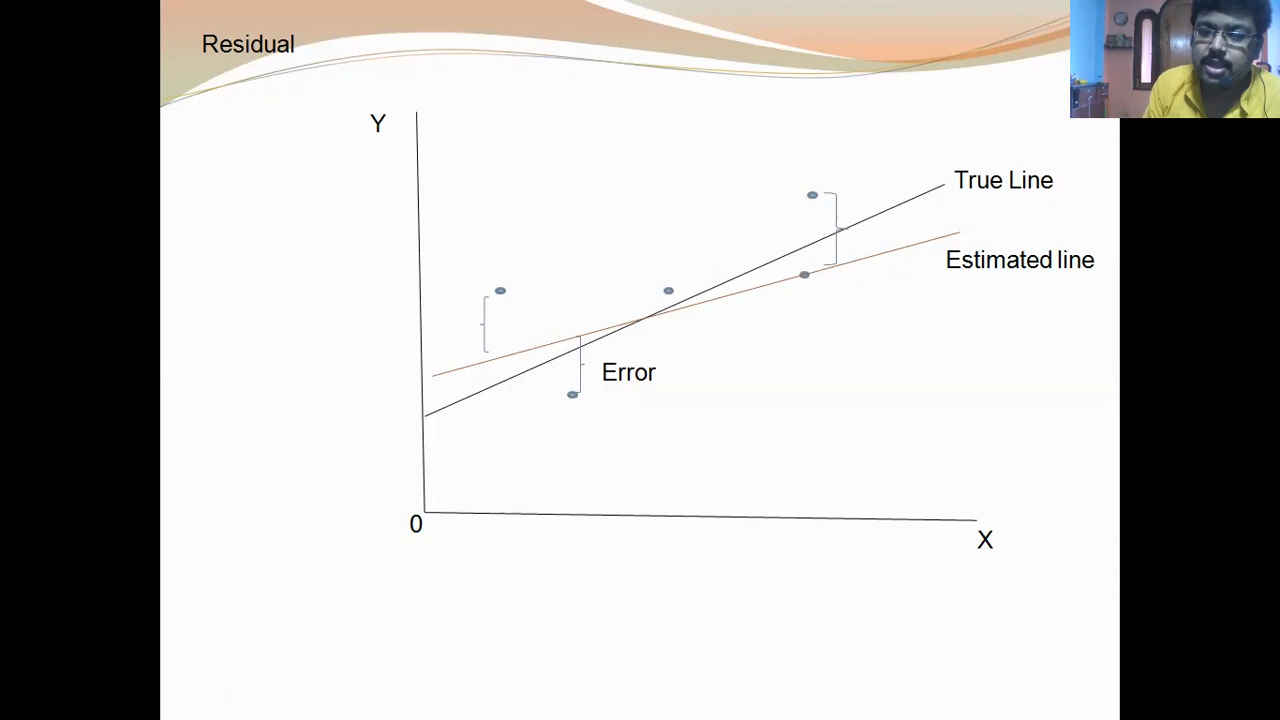 Residual
Y
True Line
Estimated line
Error
0
X